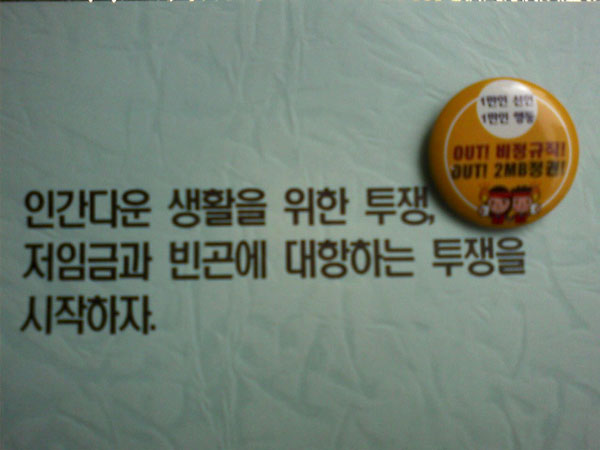 1만인 선언
1만인 행동
OUT! 비정규직!
OUT! 2MB정권!
인간다운 생활을 위한 투쟁,
저임금과 빈곤에 대항하는 투쟁을
시작하자.